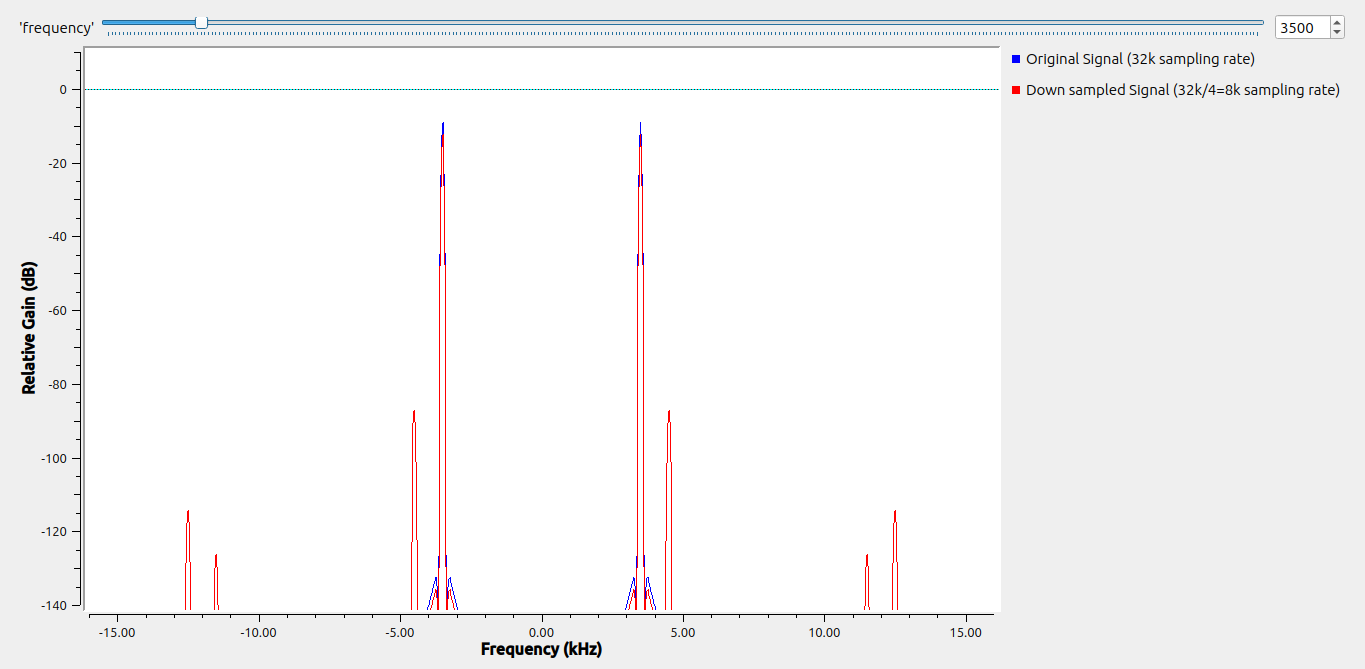 'frequency'
3500
Original Signal (32k sampling rate)
Down sampled Signal (32k/4=8k sampling rate)
0
-20
-40
-60
-80
-100
-120
-140
Relative Gain (dB)
-15.00 -10.00 -5.00 0.00 5.00 10.00 15.00
Frequency (kHz)